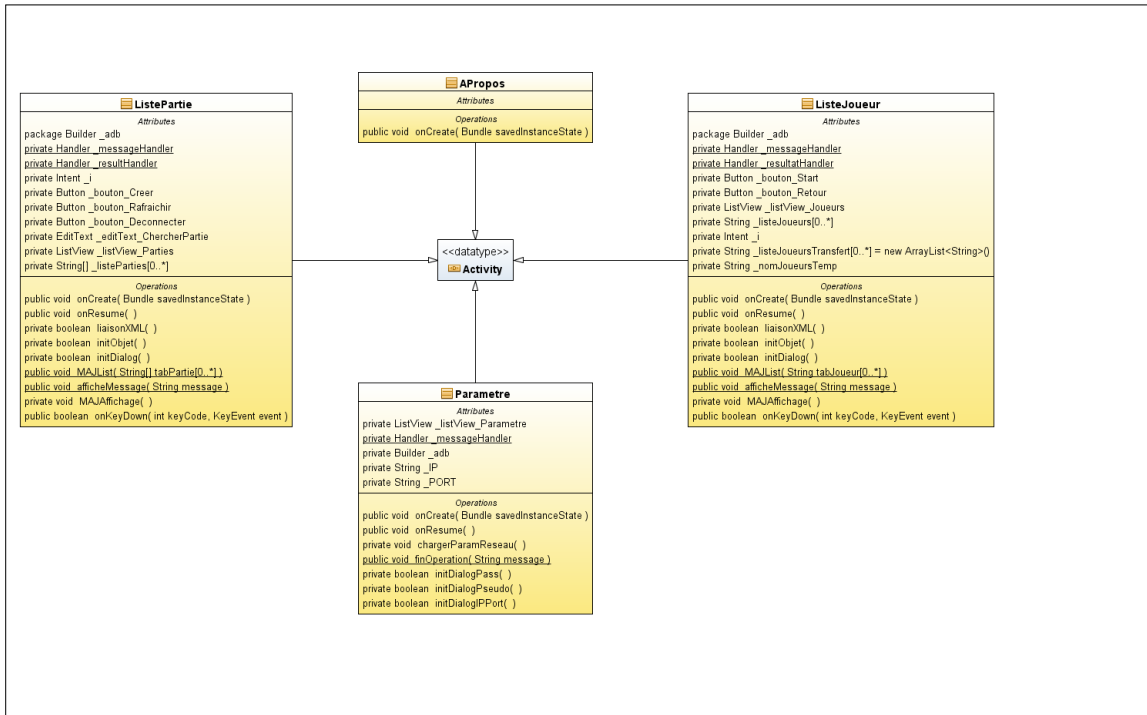 ListePartie
Attributes
package Builder _adb
private Handler _messageHandler
private Handler _resultHandler
private Intent _i
private Button _bouton_Creer
private Button _bouton_Rafraichir
private Button _bouton_Deconnecter
private EditText _editText_ChercherPartie
private ListView _listView_Parties
private String[] _listeParties[0..*]
Operations
public void onCreate( Bundle savedInstanceState )
public void onResume( )
private boolean liaisonXML( )
private boolean initObjet( )
private boolean initDialog( )
public void MAJList( String[] tabPartie[0..*] )
public void afficheMessage( String message )
private void MAJAffichage( )
public boolean onKeyDown( int keyCode, KeyEvent event )
APropos
Attributes
Operations
public void onCreate( Bundle savedInstanceState )
<<datatype>>
Activity
Parametre
Attributes
private ListView _listView_Parametre
private Handler _messageHandler
private Builder _adb
private String _IP
private String _PORT
Operations
public void onCreate( Bundle savedInstanceState )
public void onResume( )
private void chargerParamReseau( )
public void finOperation( String message )
private boolean initDialogPass( )
private boolean initDialogPseudo( )
private boolean initDialogIPPort( )
ListeJoueur
Attributes
package Builder _adb
private Handler _messageHandler
private Handler _resultatHandler
private Button _bouton_Start
private Button _bouton_Retour
private ListView _listView_Joueurs
private String _listeJoueurs[0..*]
private Intent _i
private String _listeJoueursTransfert[0..*] = new ArrayList<String>()
private String _nomJoueursTemp
Operations
public void onCreate( Bundle savedInstanceState )
public void onResume( )
private boolean liaisonXML( )
private boolean initObjet( )
private boolean initDialog( )
public void MAJList( String tabJoueur[0..*] )
public void afficheMessage( String message )
private void MAJAffichage( )
public boolean onKeyDown( int keyCode, KeyEvent event )